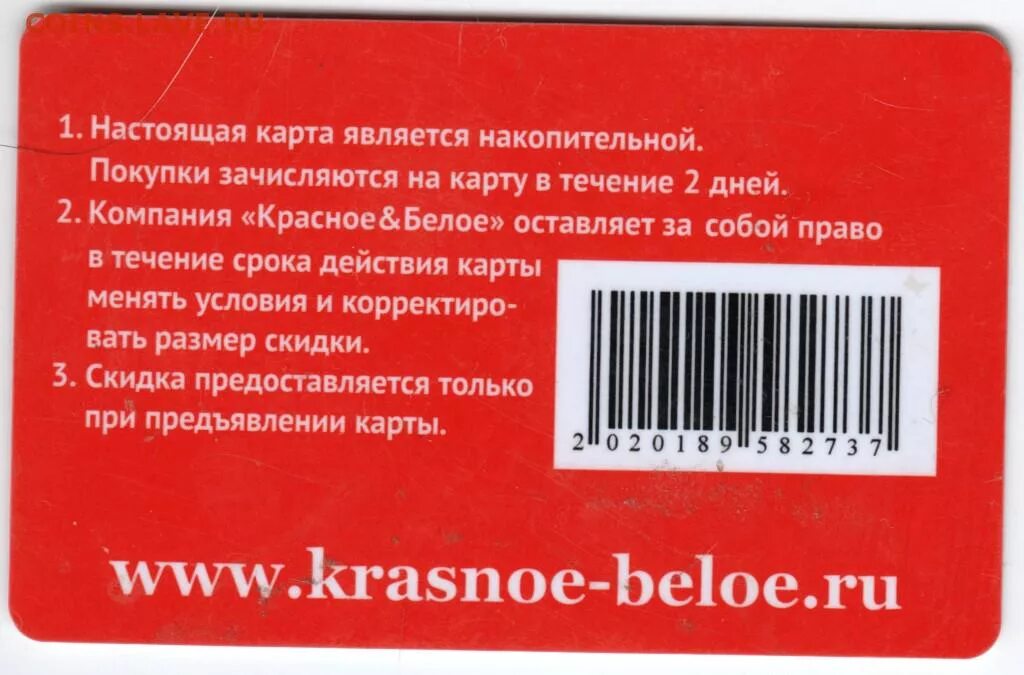 1. Настоящая карта является накопительной.
Покупки зачисляются на карту в течение 2 дней.
2. Компания «Красное&Белое» оставляет за собой право
в течение срока действия карты
менять условия и корректиро-
вать размер скидки.
3. Скидка предоставляется только
при предъявлении карты.
2 020189 582737
www.krasnoe-beloe.ru